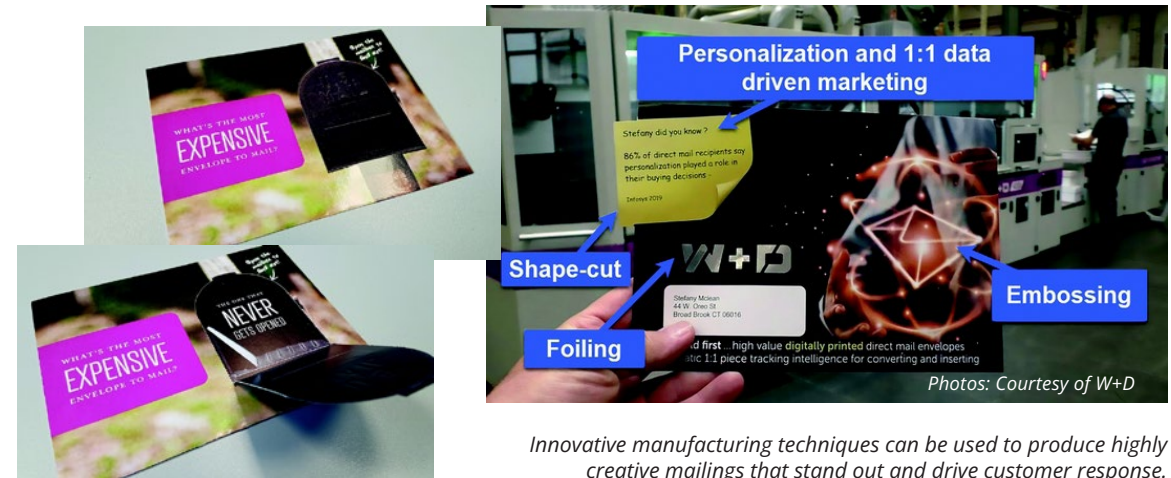 Open the
mailbox to
find out!
WHAT'S THE MOST
EXPENSIVE
ENVELOPE TO MAIL?
Open the
mailbox to
find out!
THE ONE THAT
NEVER
GETS OPENED
WHAT'S THE MOST
EXPENSIVE
ENVELOPE TO MAIL?
Personalization and 1:1 data
driven marketing
Stefany did you know ?
86% of direct mail recipients say
personalization played a role in
their buying decisions -
Infosys 2019
Shape-cut
W+D
Embossing
Stefany Mclean
44 W. Oreo St
Broad Brook CT 06016
Foiling
d first ...high value digitally printed direct mail envelopes
atic 1:1 piece tracking intelligence for converting and inserting
Photos: Courtesy of W+D
Innovative manufacturing techniques can be used to produce highly
creative mailings that stand out and drive customer response.